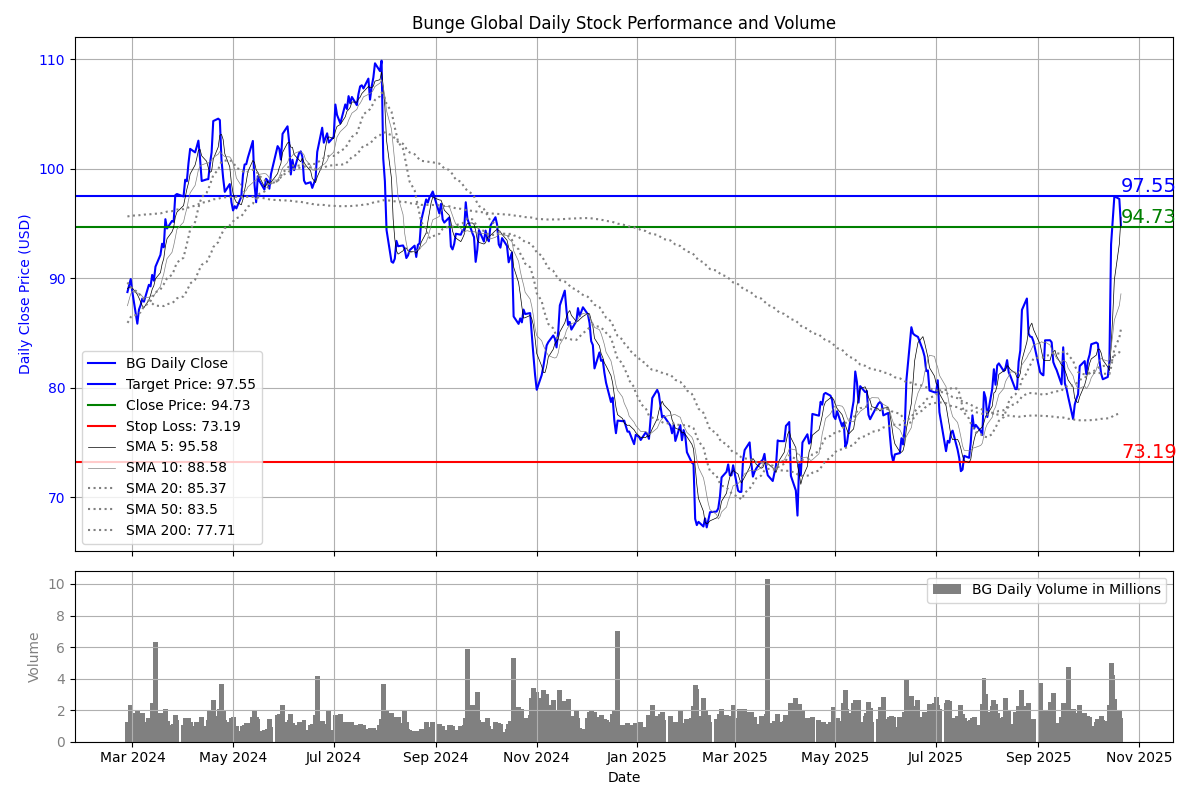 Bunge Global Daily Stock Performance and Volume
110
100
90
80
70
Daily Close Price (USD)
97.55
94.73
73.19
BG Daily Close
Target Price: 97.55
Close Price: 94.73
Stop Loss: 73.19
SMA 5: 95.58
SMA 10: 88.58
SMA 20: 85.37
SMA 50: 83.5
SMA 200: 77.71
10
8
6
4
2
0
Volume
BG Daily Volume in Millions
Mar 2024
May 2024
Jul 2024
Sep 2024
Nov 2024
Jan 2025
Mar 2025
May 2025
Jul 2025
Sep 2025
Nov 2025
Date